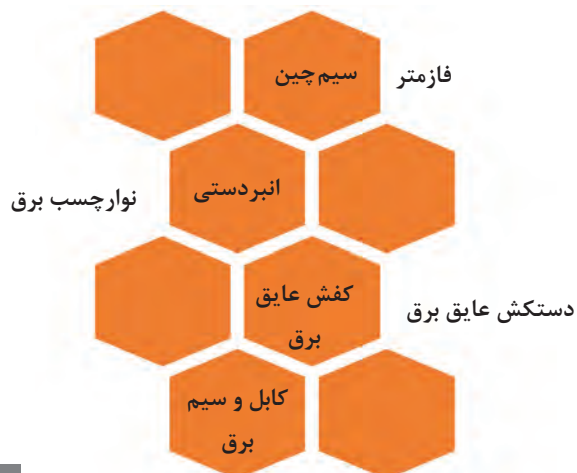 سیم‌چین
فازمتر
انبردستی
نوارچسب برق
کفش عایق
برق
دستکش عایق برق
کابل و سیم
برق